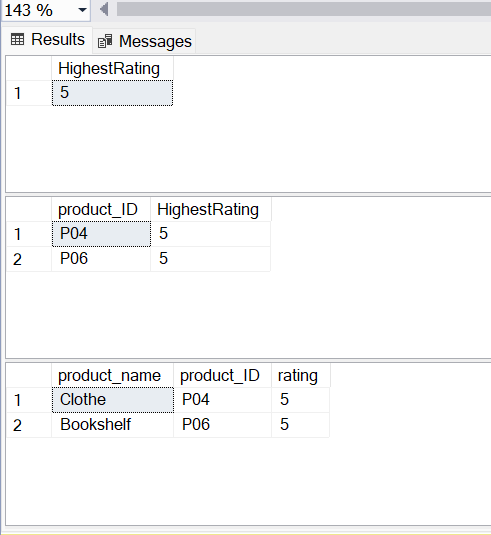 143 %
Results Messages
HighestRating
1 5
product_ID HighestRating
1 P04 5
2 P06 5
product_name product_ID rating
1 Clothe P04 5
2 Bookshelf P06 5